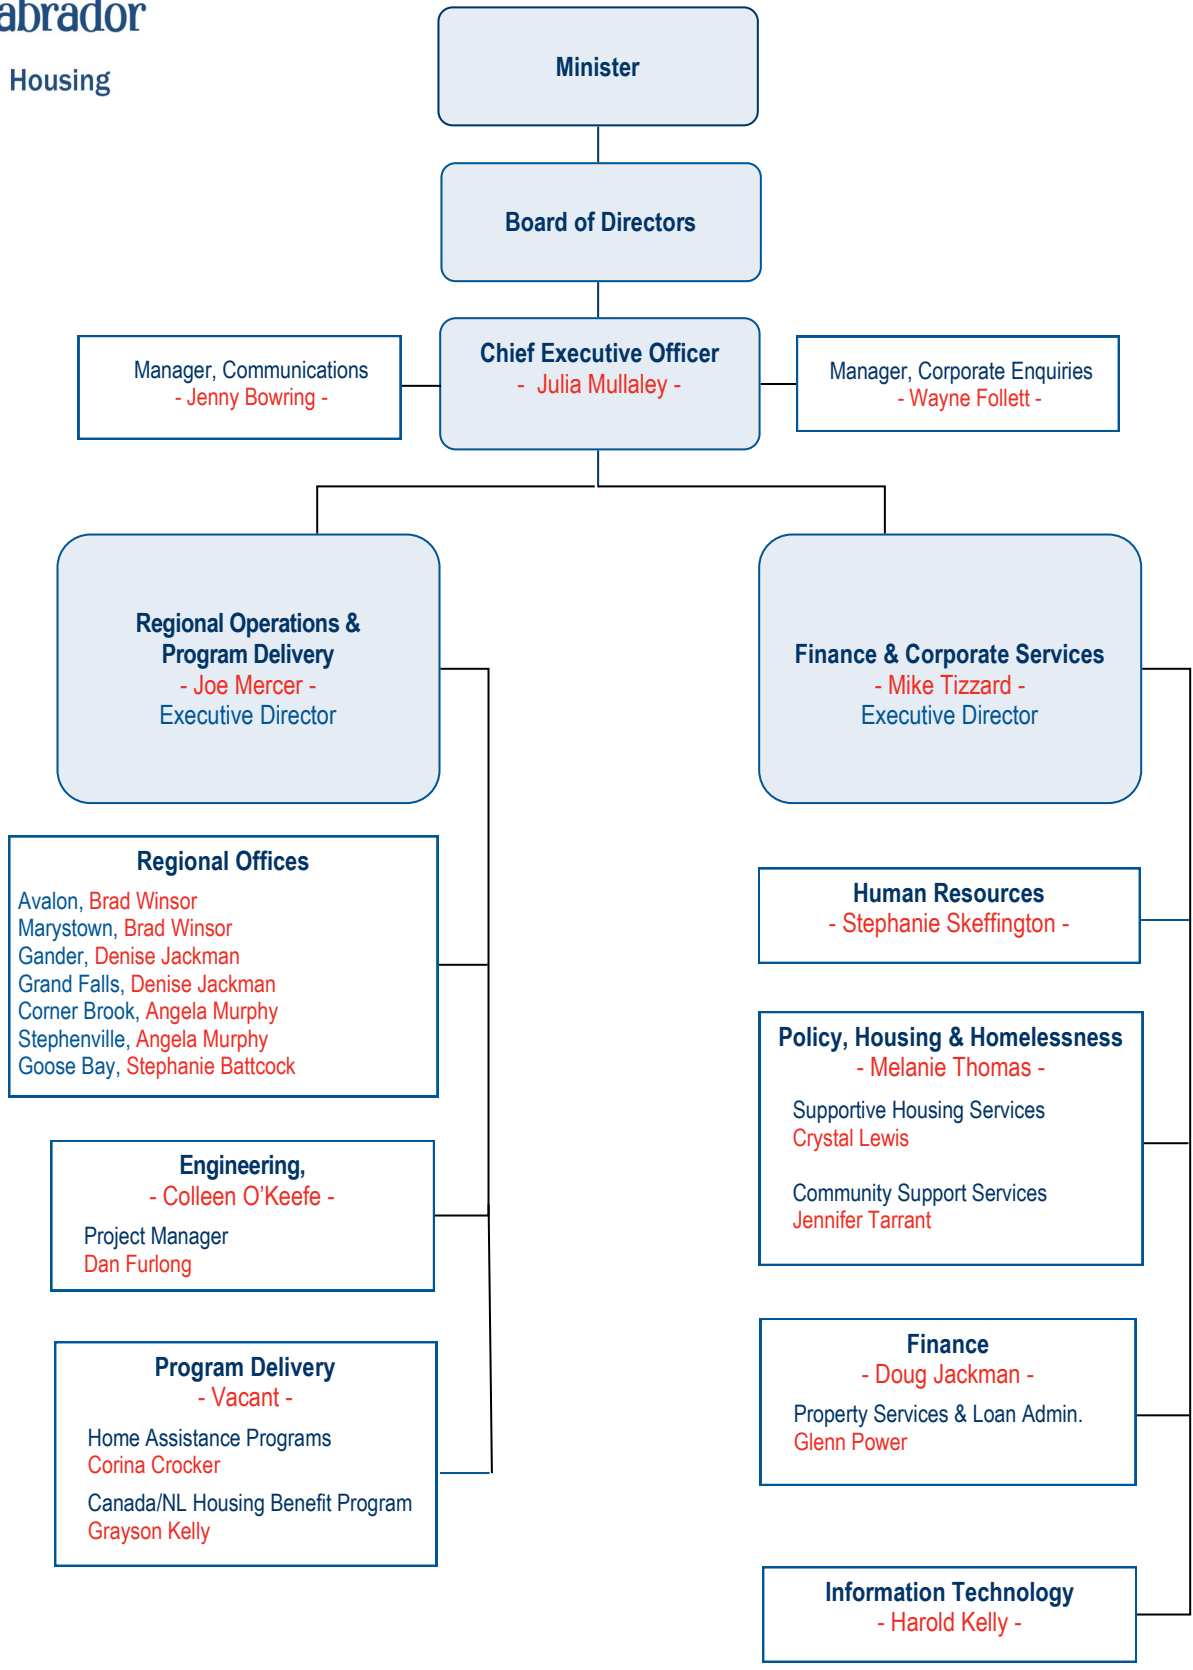 Housing
Minister
Board of Directors
Chief Executive Officer
- Julia Mullaley -
Manager, Communications
- Jenny Bowring -
Manager, Corporate Enquiries
- Wayne Follett -
Regional Operations &
Program Delivery
- Joe Mercer -
Executive Director
Finance & Corporate Services
- Mike Tizzard -
Executive Director
Regional Offices
Avalon, Brad Winsor
Marystown, Brad Winsor
Gander, Denise Jackman
Grand Falls, Denise Jackman
Corner Brook, Angela Murphy
Stephenville, Angela Murphy
Goose Bay, Stephanie Battcock
Engineering,
- Colleen O’Keefe -
Project Manager
Dan Furlong
Program Delivery
- Vacant -
Home Assistance Programs
Corina Crocker
Canada/NL Housing Benefit Program
Grayson Kelly
Human Resources
- Stephanie Skeffington -
Policy, Housing & Homelessness
- Melanie Thomas -
Supportive Housing Services
Crystal Lewis
Community Support Services
Jennifer Tarrant
Finance
- Doug Jackman -
Property Services & Loan Admin.
Glenn Power
Information Technology
- Harold Kelly -